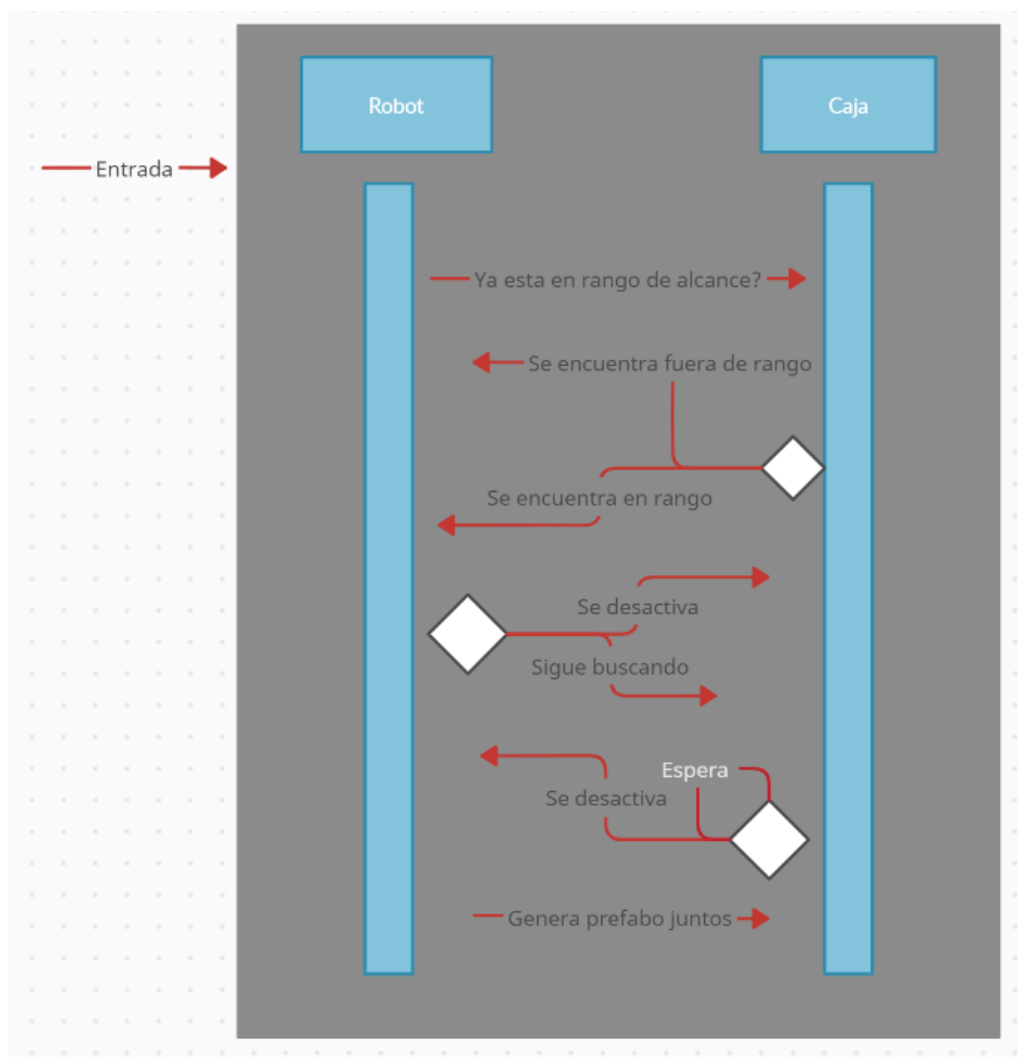 Robot
Caja
Entrada
Ya esta en rango de alcance?
Se encuentra fuera de rango
Se encuentra en rango
Se desactiva
Sigue buscando
Espera
Se desactiva
Genera prefabo juntos